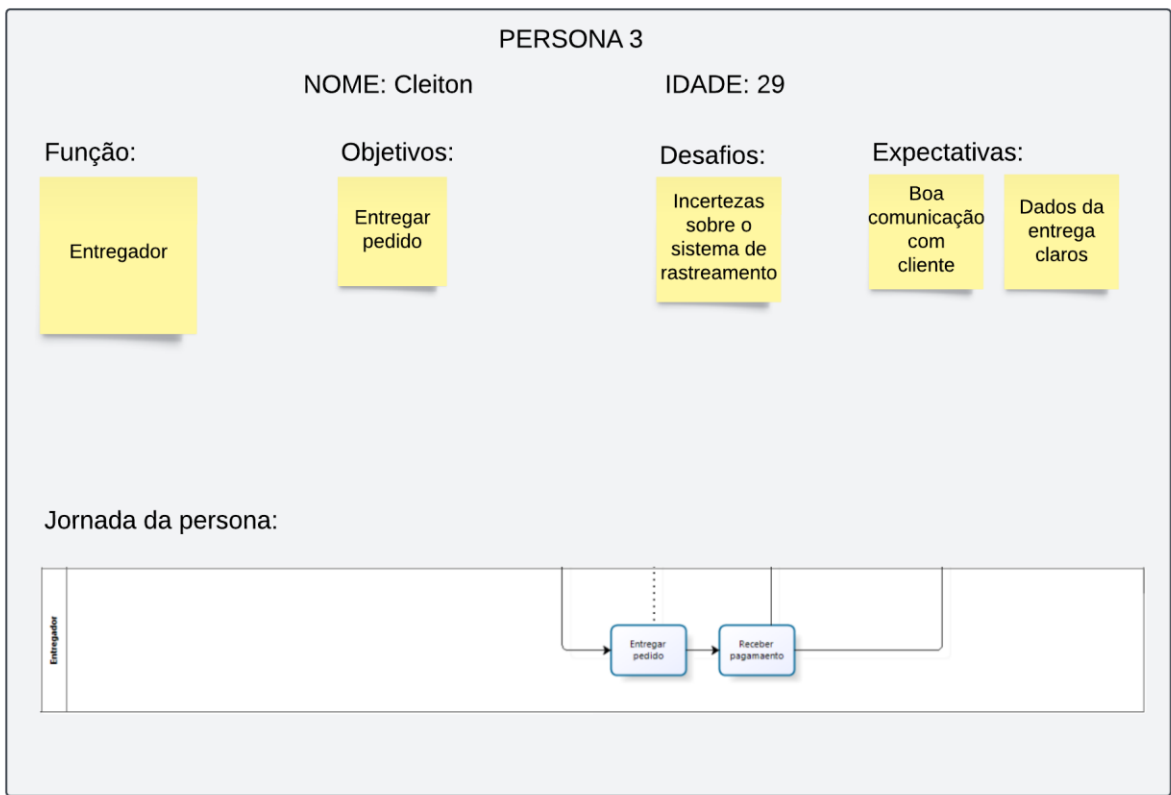 PERSONA 3
NOME: Cleiton
IDADE: 29
Função:
Entregador
Objetivos:
Entregar
pedido
Desafios:
Incertezas
sobre o
sistema de
rastreamento
Expectativas:
Boa
comunicação
com
cliente
Dados da
entrega
claros
Jornada da persona:
Entregador
Entregar
pedido
Receber
pagamaento